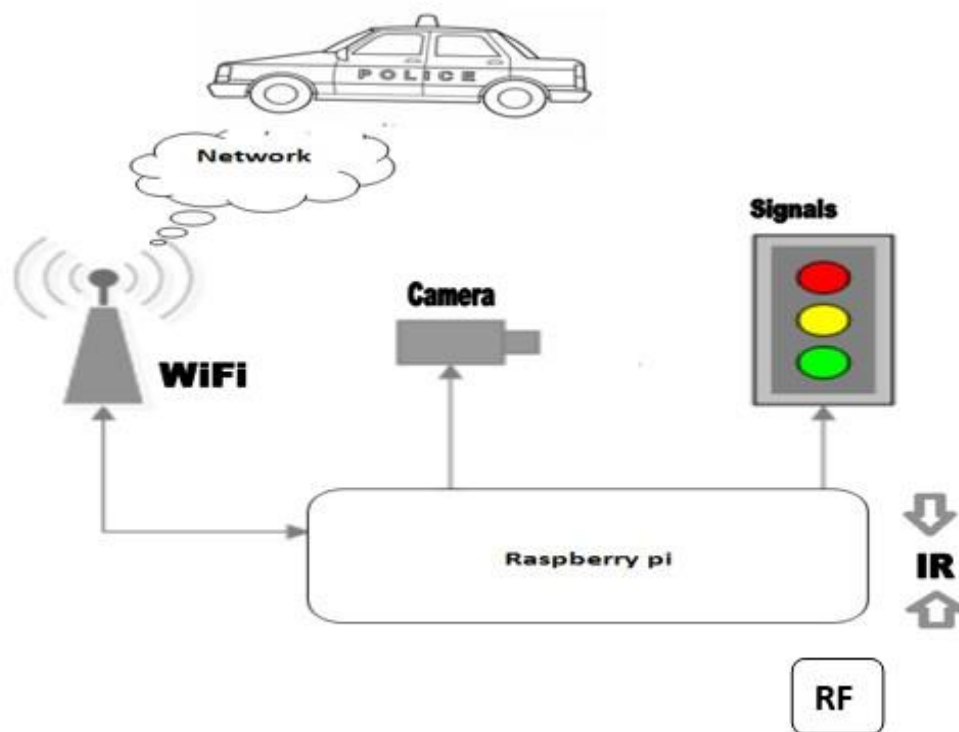 POLICE
Network
Signals
Camera
WiFi
Raspberry pi
IR
RF